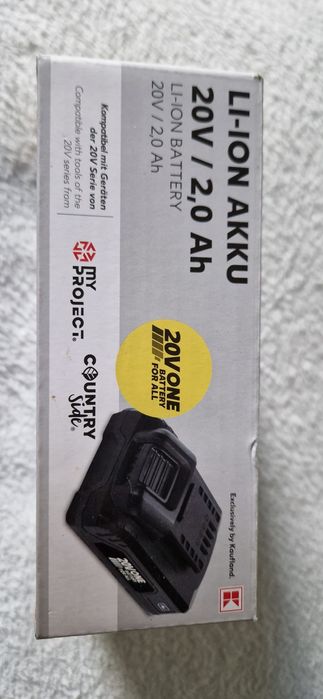 LI-ION AKKU
20V / 2,0 Ah
LI-ION BATTERY
20V / 2,0 Ah
Kompatibel mit Geräten
der 20V Serie von
Compatible with tools of the
20V series from
MY
PROJECT®
COUNTRY
Side®
20VONE
BATTERY
FOR ALL
20VONE
Exclusively by Kaufland.
K